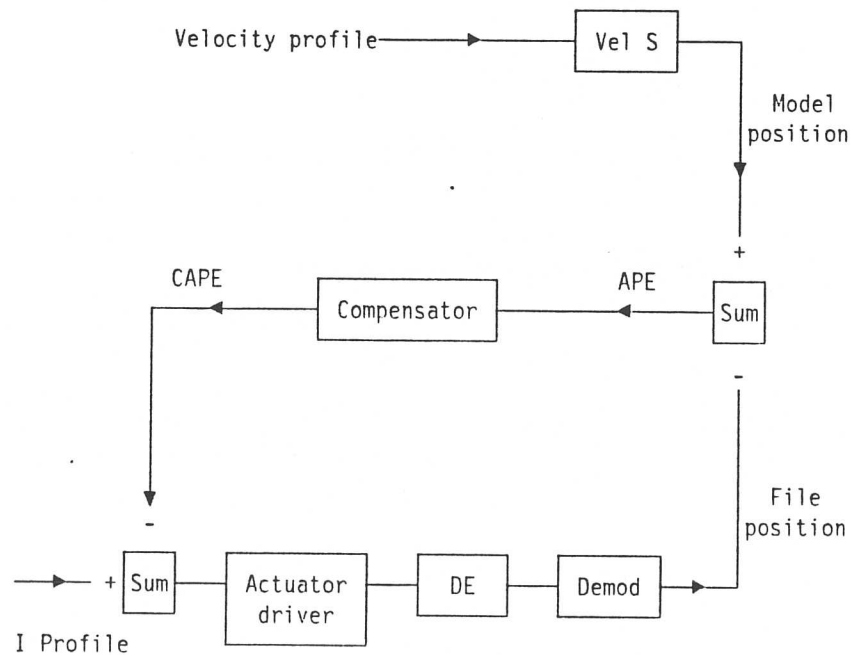 Velocity profile
Vel S
Model
position
+
CAPE
APE
Compensator
Sum
-
File
position
-
+
Sum
Actuator
driver
DE
Demod
I Profile